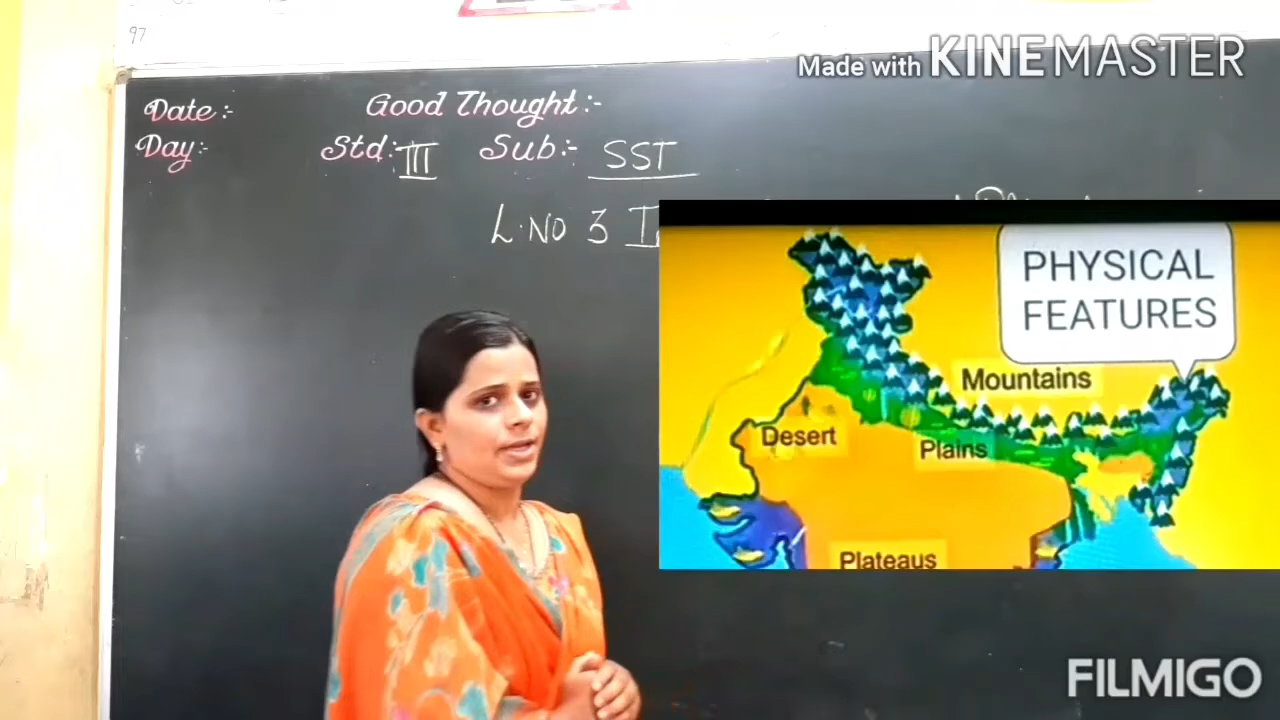 97
Made with KINEMASTER
Date:- Good Thought:-
Day:- Std: III Sub:- SST
L.NO 3
PHYSICAL
FEATURES
Mountains
Desert
Plains
Plateaus
FILMIGO